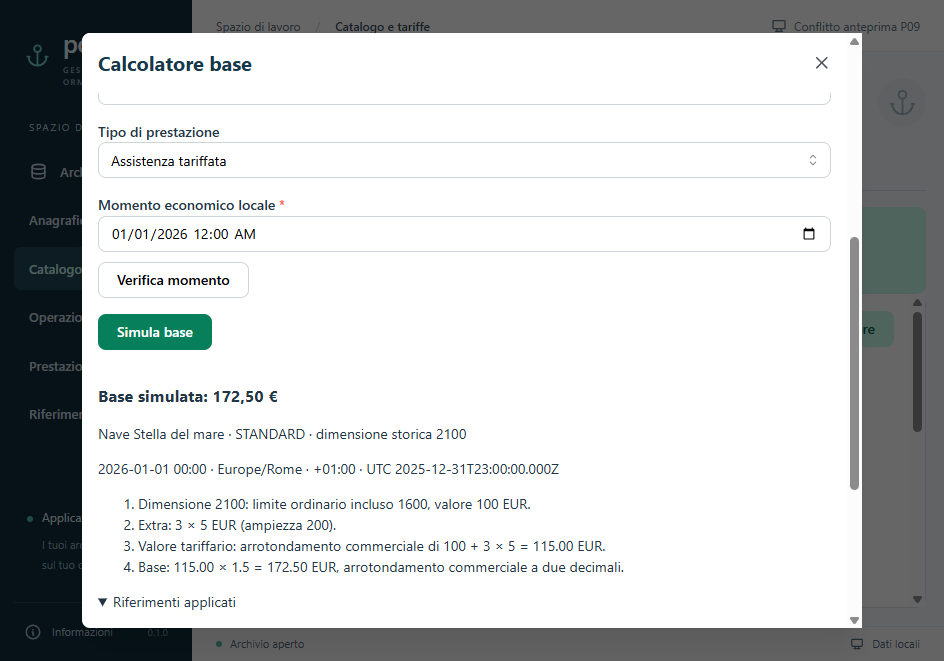 Spazio di lavoro / Catalogo e tariffe
Conflitto anteprima P09
Calcolatore base
SPAZIO D
Tipo di prestazione
Assistenza tariffata
Anagrafi
Momento economico locale *
01/01/2026 12:00 AM
Catalogo
Verifica momento
Operazio
Simula base
re
Prestazio
Base simulata: 172,50 €
Riferimen
Nave Stella del mare · STANDARD · dimensione storica 2100
2026-01-01 00:00 · Europe/Rome · +01:00 · UTC 2025-12-31T23:00:00.000Z
1. Dimensione 2100: limite ordinario incluso 1600, valore 100 EUR.
Applica
2. Extra: 3 × 5 EUR (ampiezza 200).
I tuoi an
3. Valore tariffario: arrotondamento commerciale di 100 + 3 × 5 = 115.00 EUR.
sul tuo
4. Base: 115.00 × 1.5 = 172.50 EUR, arrotondamento commerciale a due decimali.
▼ Riferimenti applicati
Informazioni 0.1.0
Archivio aperto
Dati locali